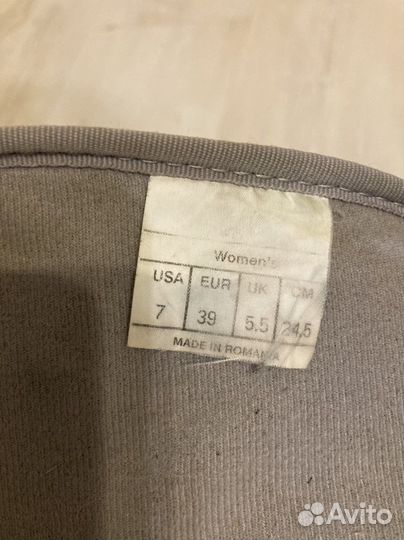 Women's
USA EUR UK CM
7 39 5,5 24,5
MADE IN ROMANIA
Avito